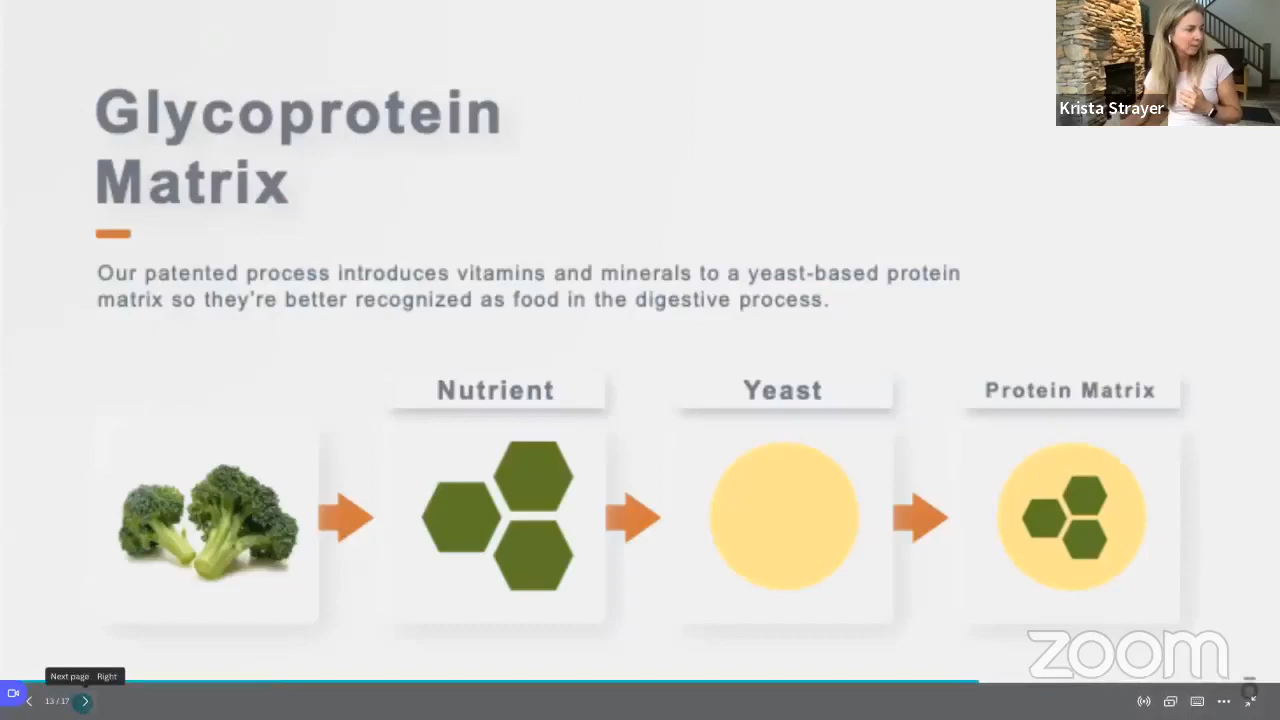 Krista Strayer
Glycoprotein
Matrix
Our patented process introduces vitamins and minerals to a yeast-based protein
matrix so they're better recognized as food in the digestive process.
Nutrient
Yeast
Protein Matrix
zoom
Next page Right
13 / 17